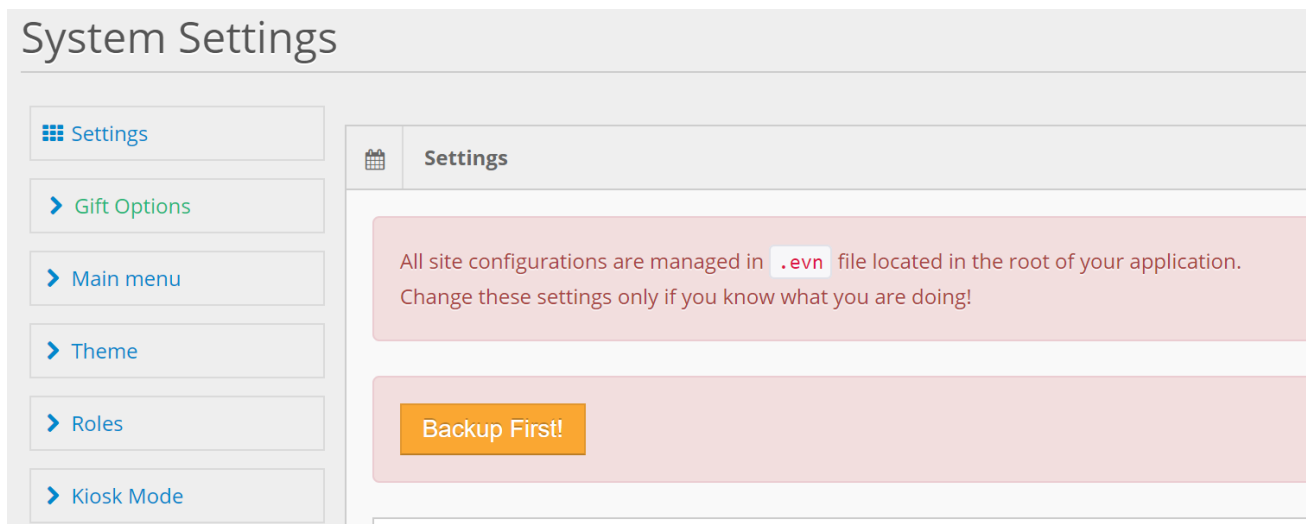 System Settings
Settings
Gift Options
Main menu
Theme
Roles
Kiosk Mode
Settings
All site configurations are managed in .evn file located in the root of your application.
Change these settings only if you know what you are doing!
Backup First!